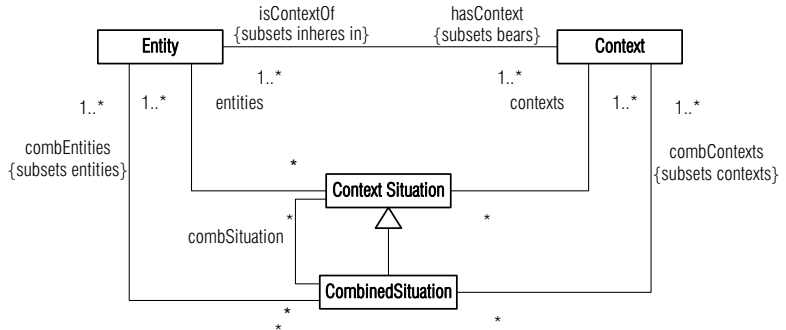 isContextOf
{subsets inheres in}
hasContext
{subsets bears}
Entity
Context
1..*
1..*
1..*
1..*
entities
contexts
1..*
1..*
combEntities
{subsets entities}
combContexts
{subsets contexts}
*
Context Situation
*
*
combSituation
CombinedSituation
*
*
*